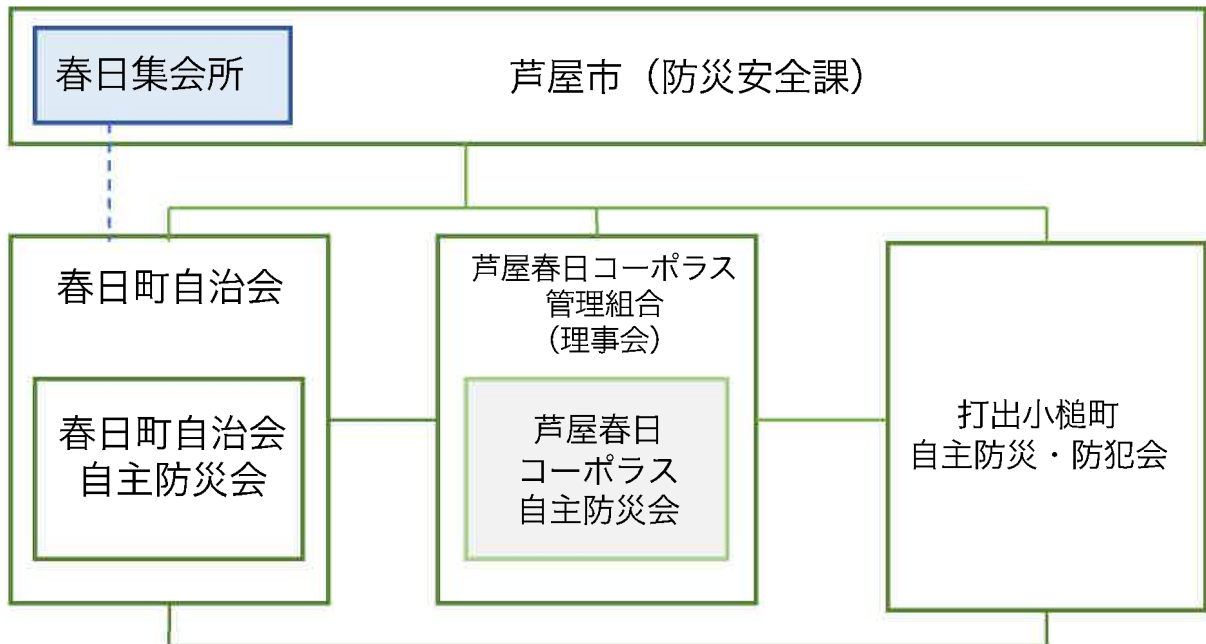 春日集会所
芦屋市（防災安全課）
春日町自治会
春日町自治会
自主防災会
芦屋春日コーポラス
管理組合
（理事会）
芦屋春日
コーポラス
自主防災会
打出小槌町
自主防災・防犯会